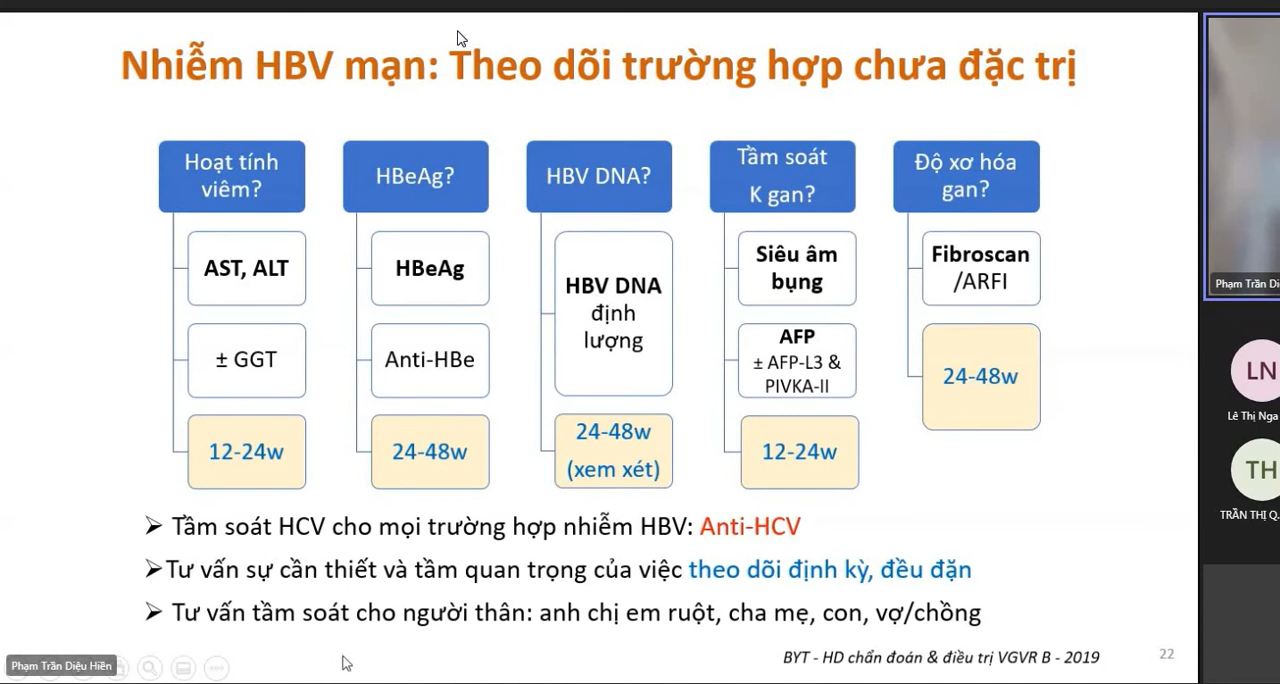 Nhiễm HBV mạn: Theo dõi trường hợp chưa đặc trị
Hoạt tính
viêm?
AST, ALT
± GGT
12-24w
HBeAg?
HBeAg
Anti-HBe
24-48w
HBV DNA?
HBV DNA
định
lượng
24-48w
(xem xét)
Tầm soát
K gan?
Siêu âm
bụng
AFP
± AFP-L3 &
PIVKA-II
12-24w
Độ xơ hóa
gan?
Fibroscan
/ARFI
24-48w
➢ Tầm soát HCV cho mọi trường hợp nhiễm HBV: Anti-HCV
➢Tư vấn sự cần thiết và tầm quan trọng của việc theo dõi định kỳ, đều đặn
➢ Tư vấn tầm soát cho người thân: anh chị em ruột, cha mẹ, con, vợ/chồng
BYT - HD chẩn đoán & điều trị VGVR B - 2019
22
Phạm Trần Diệu Hiền
Phạm Trần Di
LN
Lê Thị Nga
TH
TRẦN THỊ Q.